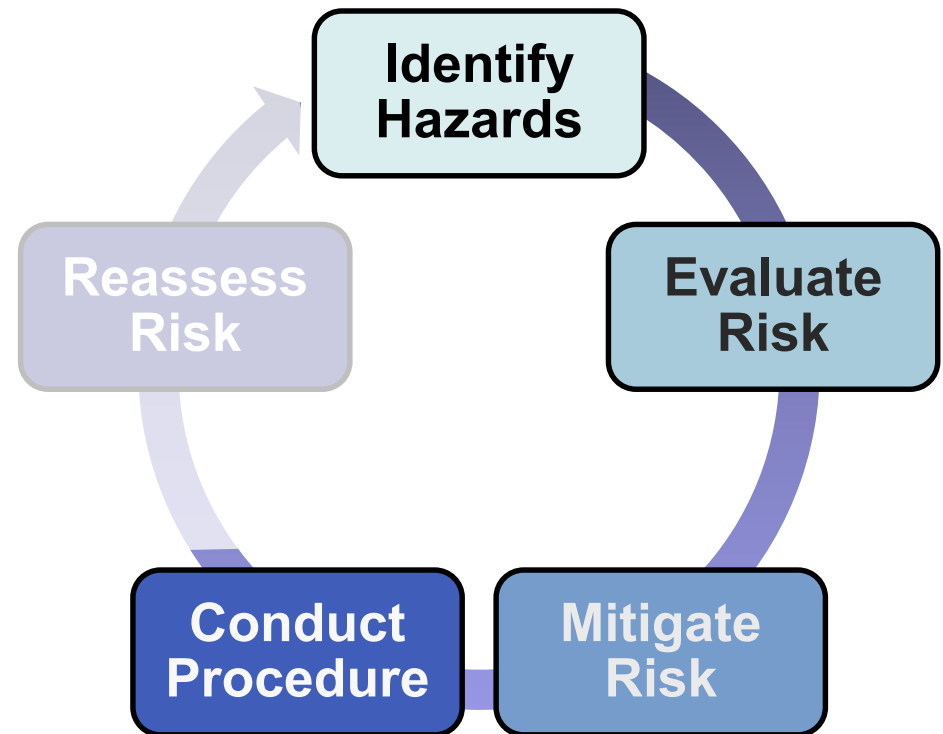 Identify
Hazards
Evaluate
Risk
Mitigate
Risk
Conduct
Procedure
Reassess
Risk